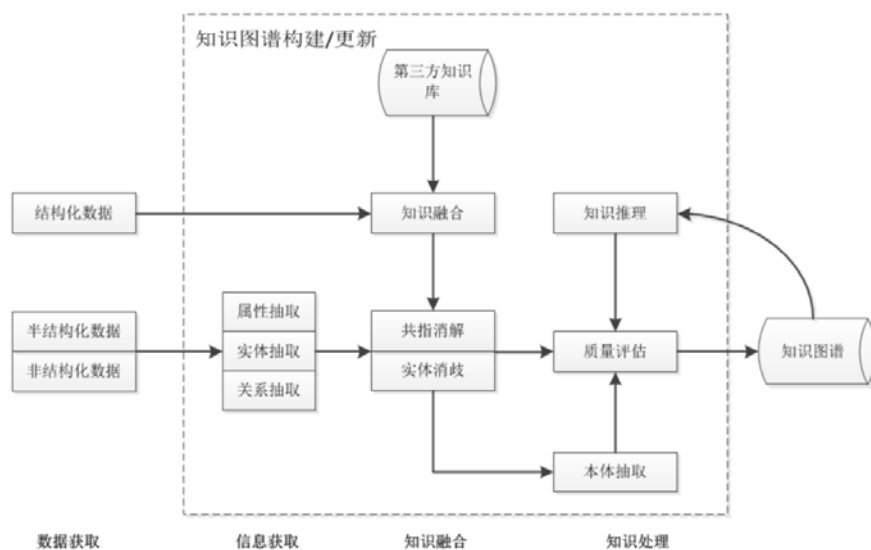 知识图谱构建/更新
第三方知识
库
结构化数据
知识融合
知识推理
属性抽取
半结构化数据
实体抽取
非结构化数据
关系抽取
共指消解
实体消歧
质量评估
知识图谱
本体抽取
数据获取
信息获取
知识融合
知识处理